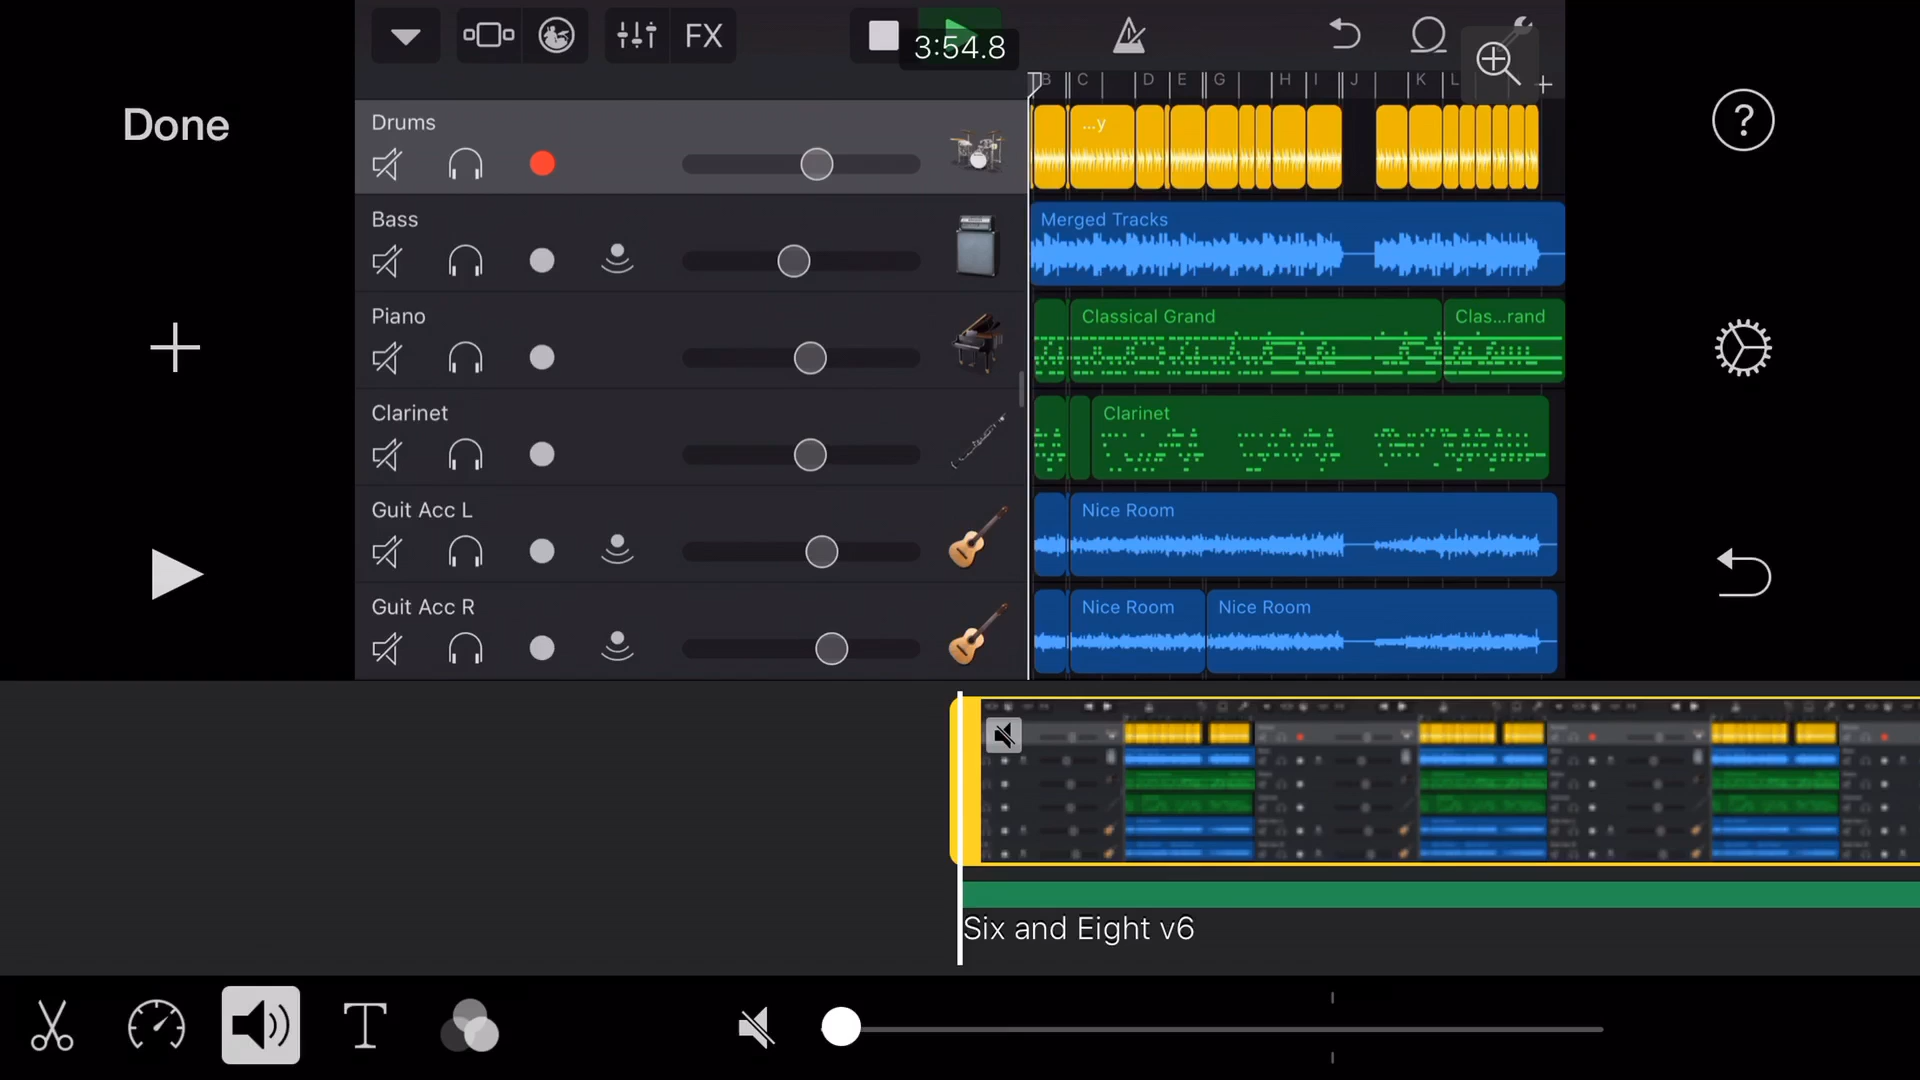 FX
3:54.8
B C D E G H I J K L
Done
?
Drums
...y
Bass
Merged Tracks
Piano
Classical Grand
Clas...rand
Clarinet
Clarinet
Guit Acc L
Nice Room
Guit Acc R
Nice Room
Nice Room
Six and Eight v6
T